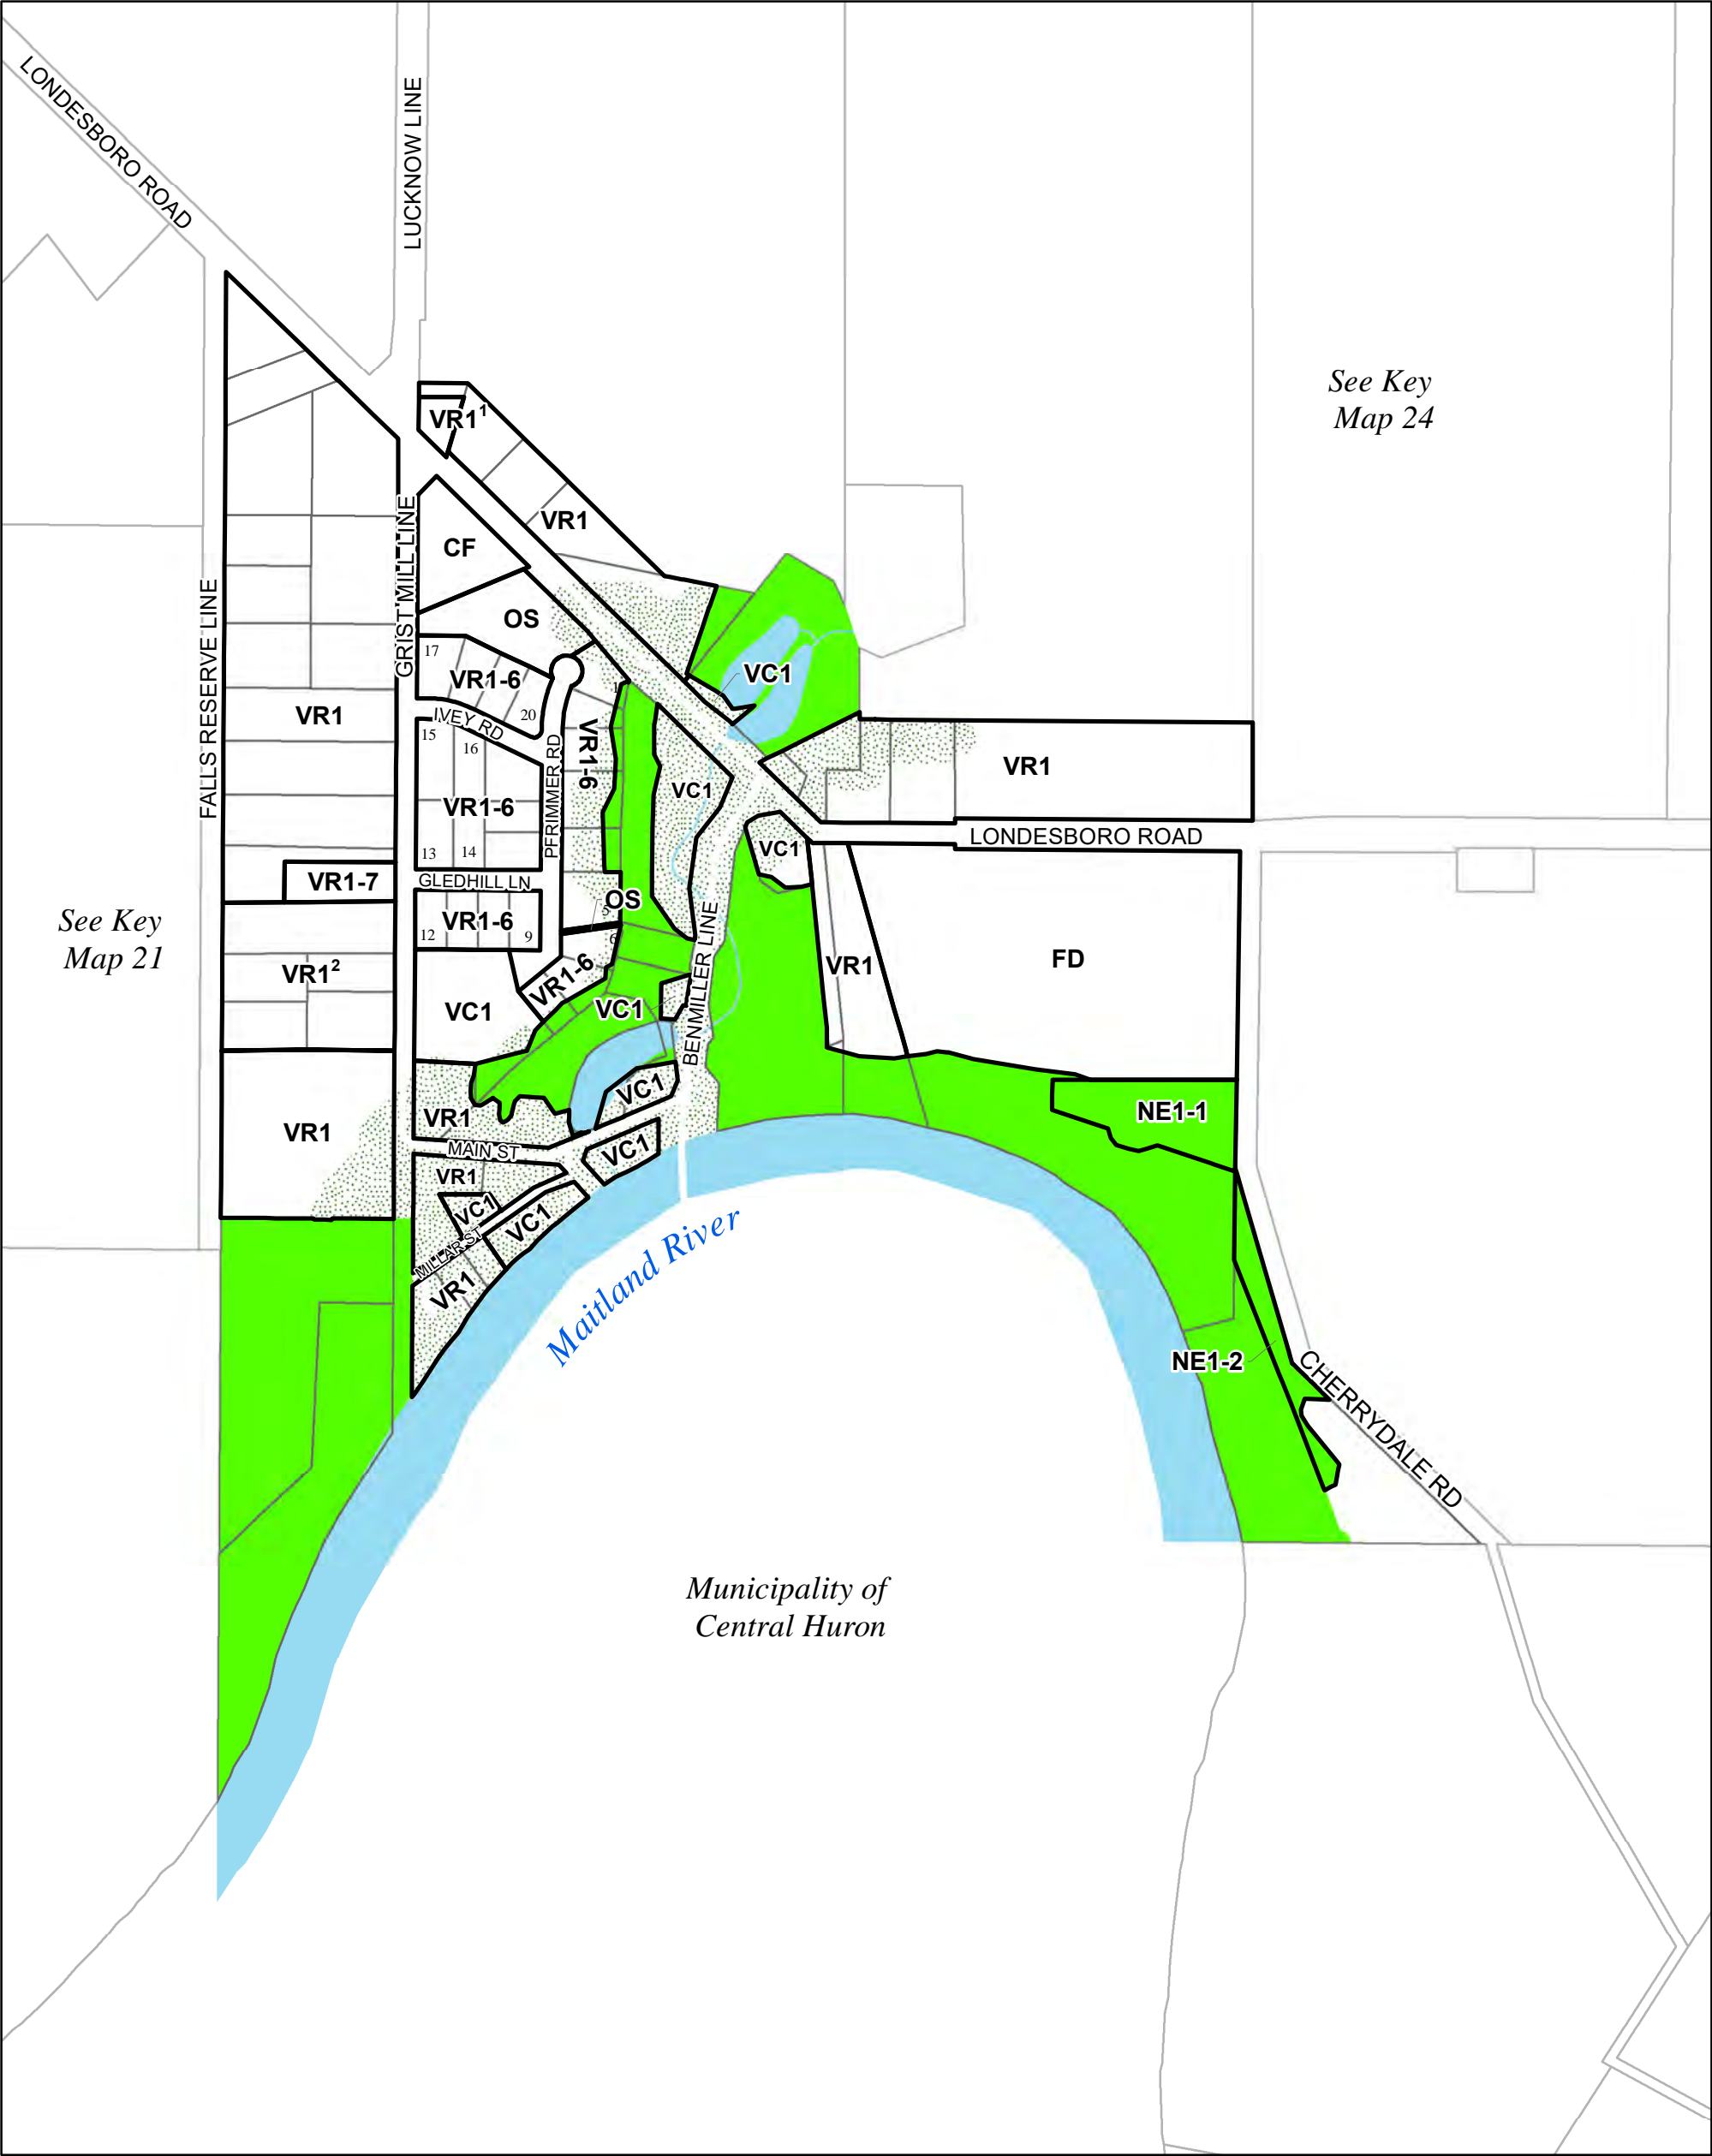 LONDESBORO ROAD
LUCKNOW LINE
See Key
Map 24
VR1¹
VR1
CF
GRIST MILL LINE
OS
FALLS RESERVE LINE
17
VR1-6
20
1
VC1
IVEY RD
VR1
15
16
VR1-6
PFRIMMER RD
VR1
VC1
VR1-6
LONDESBORO ROAD
13
14
VC1
VR1-7
GLEDHILL LN
OS
5
See Key
Map 21
12
VR1-6
9
6
BENMILLER LINE
VR1
FD
VR1²
VR1-6
VC1
VC1
VC1
NE1-1
VR1
VR1
MAIN ST
VC1
VR1
VC1
VC1
MILLAR ST
VR1
Maitland River
NE1-2
CHERRYDALE RD
Municipality of
Central Huron